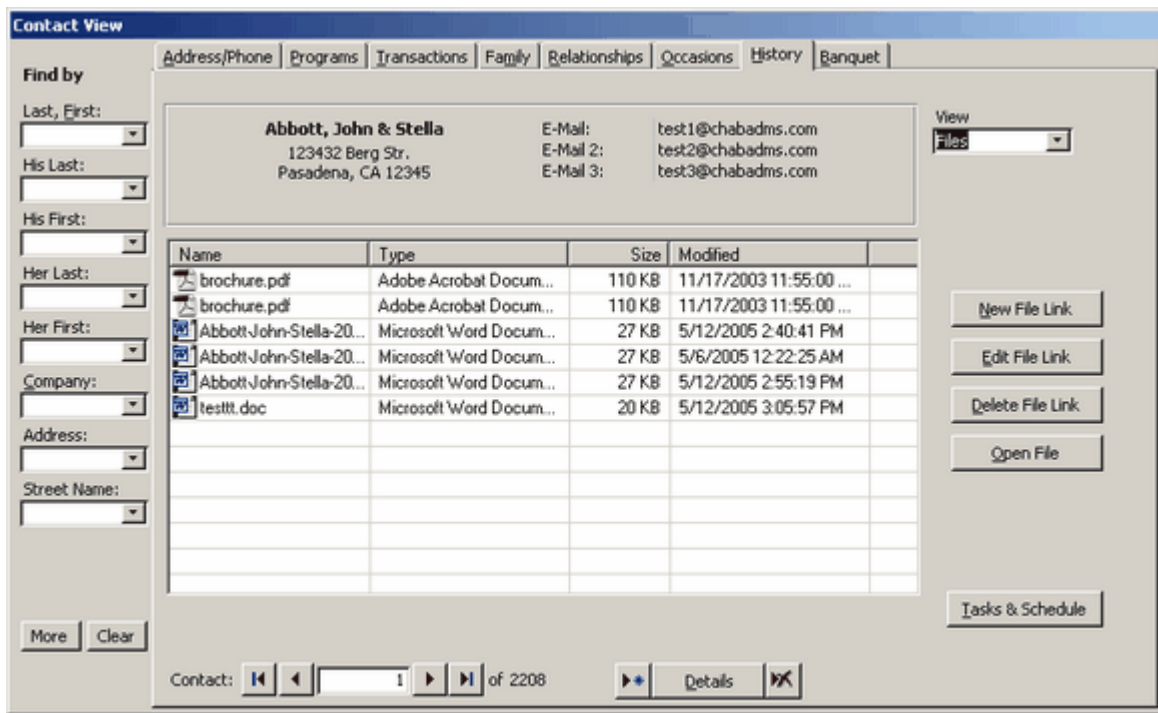 Contact View
Address/Phone Programs Transactions Family Relationships Occasions History Banquet
Find by
Last, First:
His Last:
His First:
Her Last:
Her First:
Company:
Address:
Street Name:
More Clear
Abbott, John & Stella
123432 Berg Str.
Pasadena, CA 12345
E-Mail: test1@chabadms.com
E-Mail 2: test2@chabadms.com
E-Mail 3: test3@chabadms.com
View
Files
Name Type Size Modified
brochure.pdf Adobe Acrobat Docum... 110 KB 11/17/2003 11:55:00 ...
brochure.pdf Adobe Acrobat Docum... 110 KB 11/17/2003 11:55:00 ...
Abbott-John-Stella-20... Microsoft Word Docum... 27 KB 5/12/2005 2:40:41 PM
Abbott-John-Stella-20... Microsoft Word Docum... 27 KB 5/6/2005 12:22:25 AM
Abbott-John-Stella-20... Microsoft Word Docum... 27 KB 5/12/2005 2:55:19 PM
testtt.doc Microsoft Word Docum... 20 KB 5/12/2005 3:05:57 PM
New File Link
Edit File Link
Delete File Link
Open File
Tasks & Schedule
Contact: 1 of 2208 Details